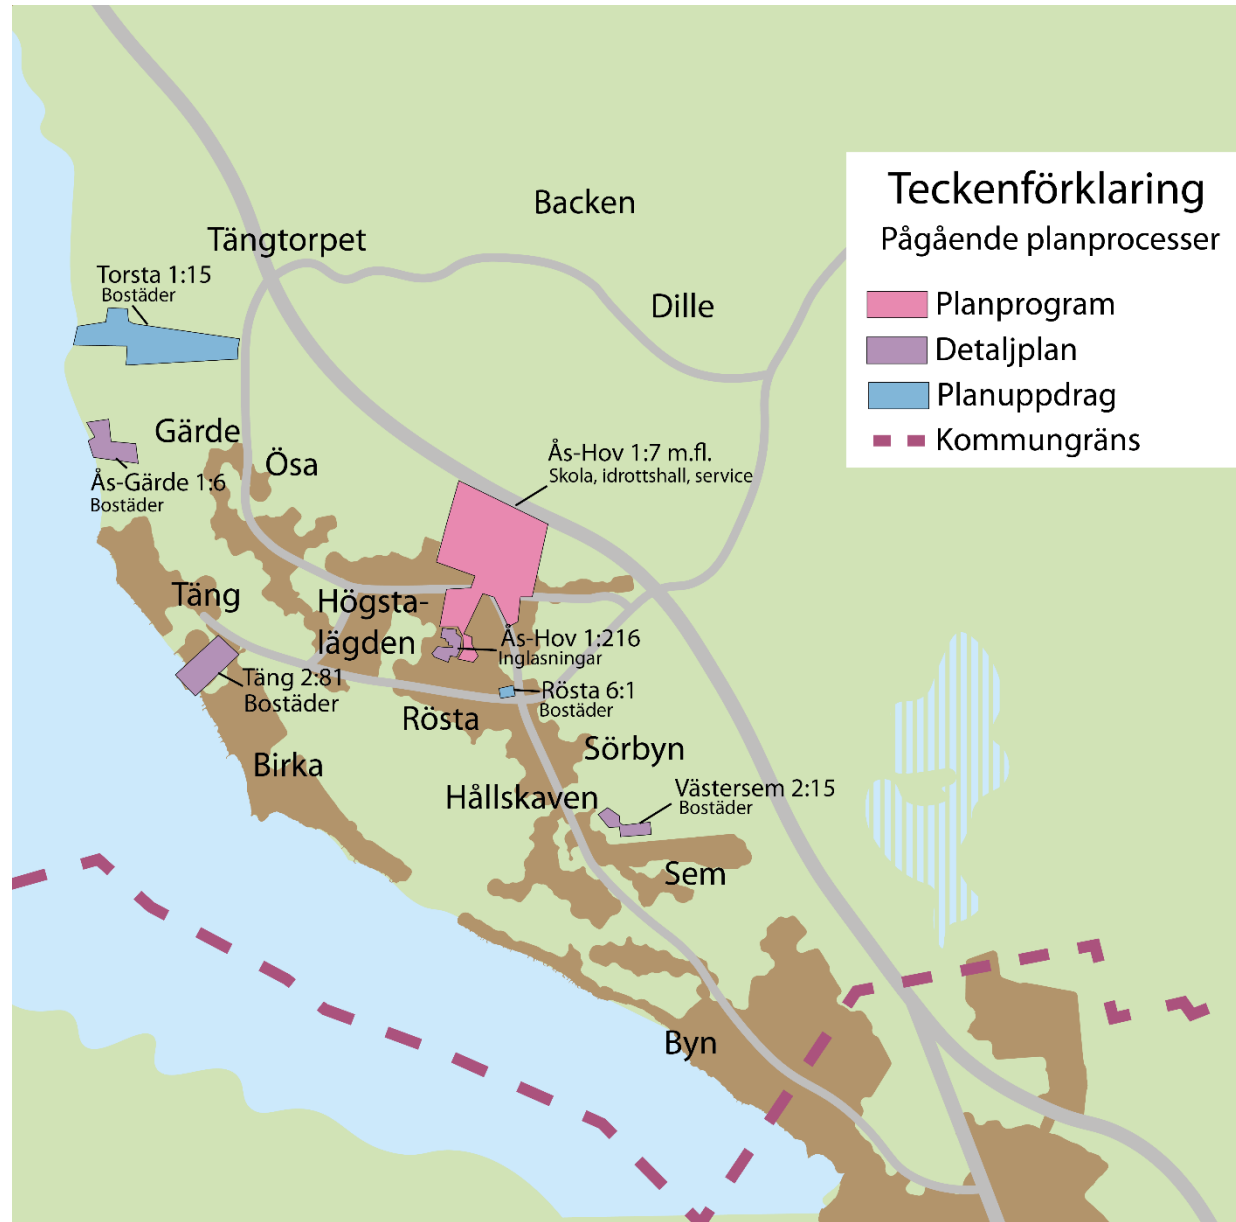 Teckenförklaring
Pågående planprocesser
Planprogram
Detaljplan
Planuppdrag
Kommungräns
Backen
Tängtorpet
Torsta 1:15
Bostäder
Dille
Gärde
Ösa
Ås-Hov 1:7 m.fl.
Skola, idrottshall, service
Ås-Gärde 1:6
Bostäder
Täng
Högsta-
lägden
Ås-Hov 1:216
Inglasningar
Täng 2:81
Bostäder
Rösta 6:1
Bostäder
Rösta
Sörbyn
Birka
Hållskaven
Västersem 2:15
Bostäder
Sem
Byn